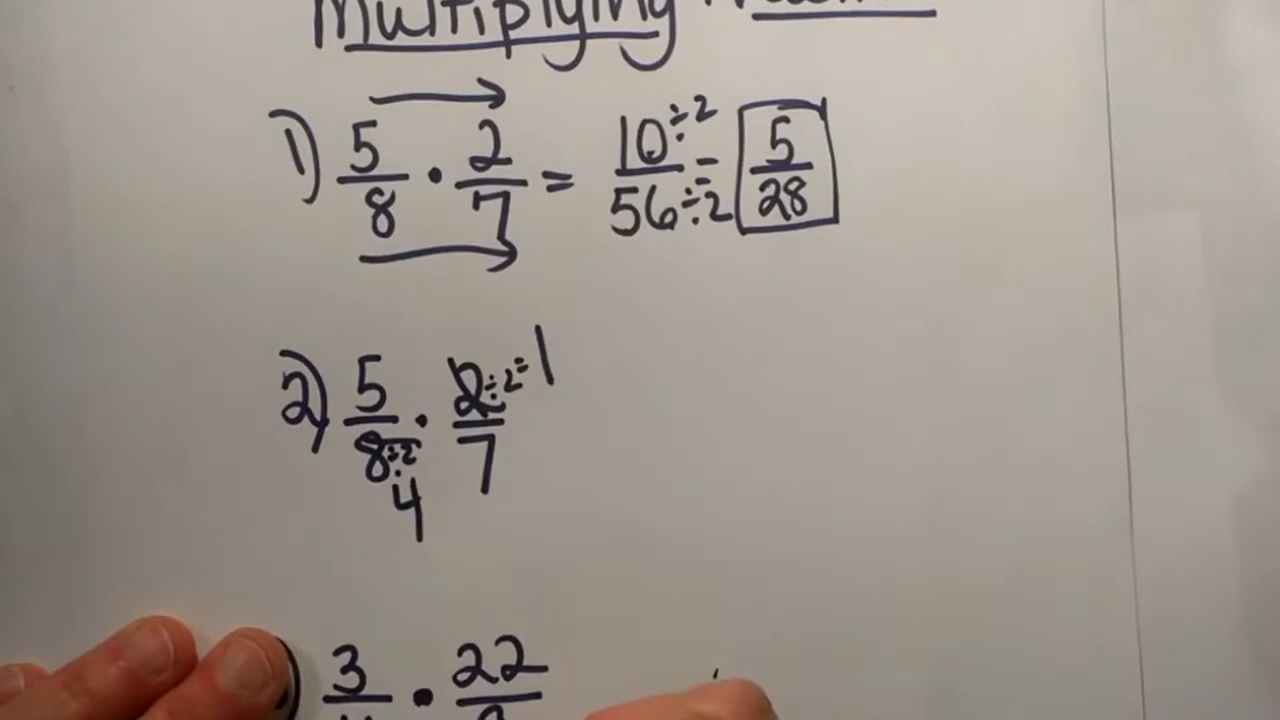 Multiplying
1) 5/8 · 2/7 = 10÷2/56÷2 = 5/28
2) 5/8÷2 4 · 2÷2=1/7
3/ · 22/